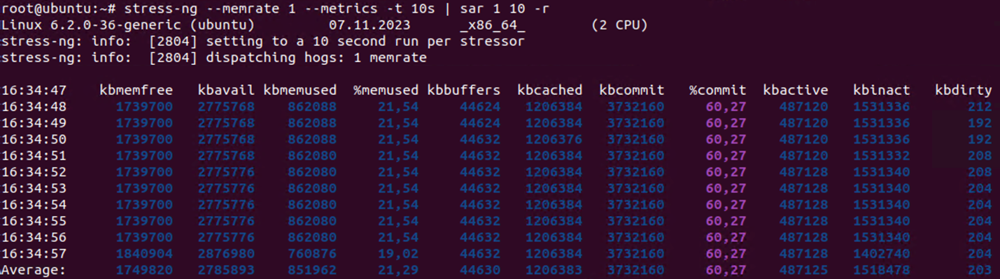 root@ubuntu:~# stress-ng --memrate 1 --metrics -t 10s | sar 1 10 -r
Linux 6.2.0-36-generic (ubuntu) 07.11.2023 _x86_64_ (2 CPU)
stress-ng: info: [2804] setting to a 10 second run per stressor
stress-ng: info: [2804] dispatching hogs: 1 memrate
16:34:47 kbmemfree kbavail kbmemused %memused kbbuffers kbcached kbcommit %commit kbactive kbinact kbdirty
16:34:48 1739700 2775768 862088 21,54 44624 1206384 3732160 60,27 487120 1531336 212
16:34:49 1739700 2775768 862088 21,54 44624 1206384 3732160 60,27 487120 1531336 192
16:34:50 1739700 2775768 862088 21,54 44632 1206376 3732160 60,27 487120 1531336 192
16:34:51 1739700 2775768 862080 21,54 44632 1206384 3732160 60,27 487120 1531332 208
16:34:52 1739700 2775776 862080 21,54 44632 1206384 3732160 60,27 487128 1531340 208
16:34:53 1739700 2775776 862080 21,54 44632 1206384 3732160 60,27 487128 1531340 204
16:34:54 1739700 2775776 862080 21,54 44632 1206384 3732160 60,27 487128 1531340 204
16:34:55 1739700 2775776 862080 21,54 44632 1206384 3732160 60,27 487128 1531340 204
16:34:56 1739700 2775776 862080 21,54 44632 1206384 3732160 60,27 487128 1531340 204
16:34:57 1840904 2876980 760876 19,02 44632 1206384 3732160 60,27 487128 1402740 204
Average: 1749820 2785893 851962 21,29 44630 1206383 3732160 60,27 487125 1518478 203